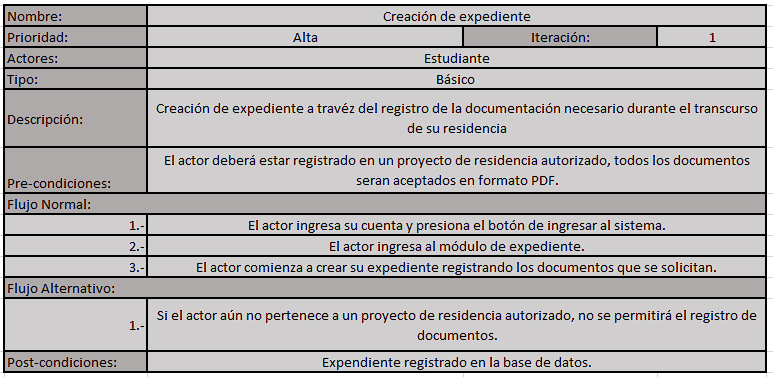 Nombre: Creación de expediente
Prioridad: Alta Iteración: 1
Actores: Estudiante
Tipo: Básico
Descripción: Creación de expediente a travéz del registro de la documentación necesario durante el transcurso
de su residencia
Pre-condiciones: El actor deberá estar registrado en un proyecto de residencia autorizado, todos los documentos
seran aceptados en formato PDF.
Flujo Normal:
1.- El actor ingresa su cuenta y presiona el botón de ingresar al sistema.
2.- El actor ingresa al módulo de expediente.
3.- El actor comienza a crear su expediente registrando los documentos que se solicitan.
Flujo Alternativo:
1.- Si el actor aún no pertenece a un proyecto de residencia autorizado, no se permitirá el registro de
documentos.
Post-condiciones: Expendiente registrado en la base de datos.